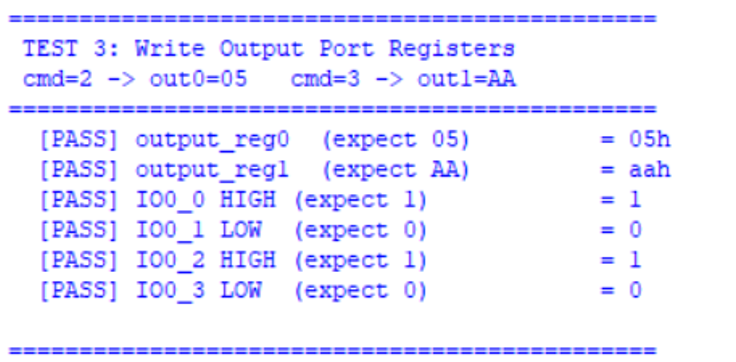 ======================================================
TEST 3: Write Output Port Registers
cmd=2 -> out0=05   cmd=3 -> out1=AA
======================================================
[PASS] output_reg0  (expect 05)           = 05h
[PASS] output_reg1  (expect AA)           = aah
[PASS] IO0_0 HIGH (expect 1)              = 1
[PASS] IO0_1 LOW  (expect 0)              = 0
[PASS] IO0_2 HIGH (expect 1)              = 1
[PASS] IO0_3 LOW  (expect 0)              = 0
======================================================